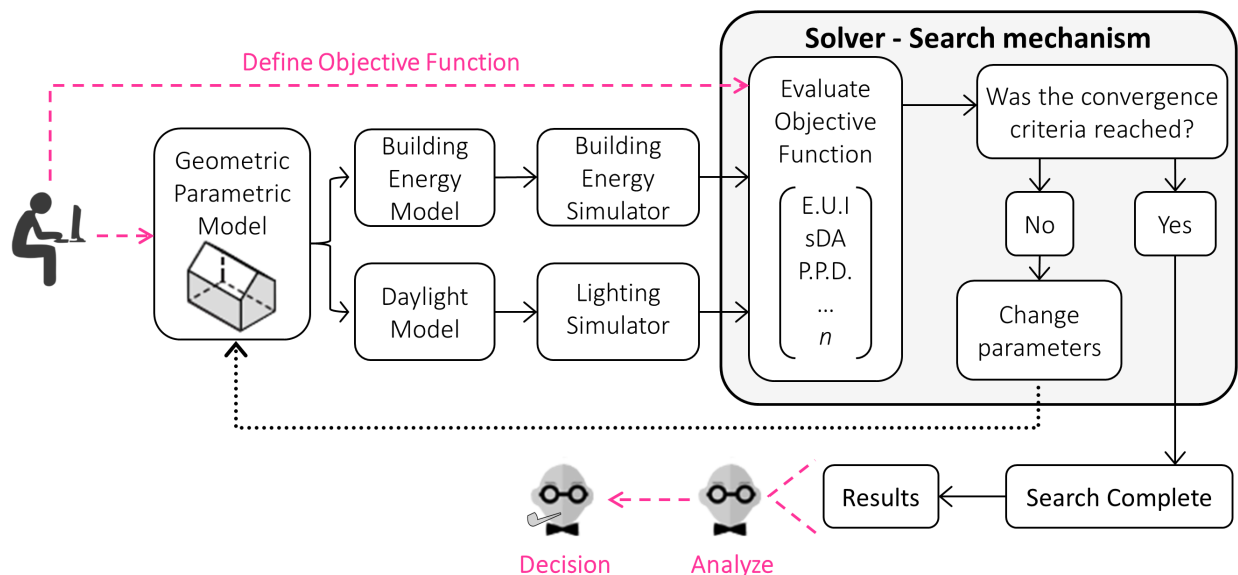 Solver - Search mechanism
Define Objective Function
Evaluate
Objective
Function
E.U.I
sDA
P.P.D.
...
n
Was the convergence
criteria reached?
No
Yes
Change
parameters
Geometric
Parametric
Model
Building
Energy
Model
Building
Energy
Simulator
Daylight
Model
Lighting
Simulator
Search Complete
Results
Analyze
Decision